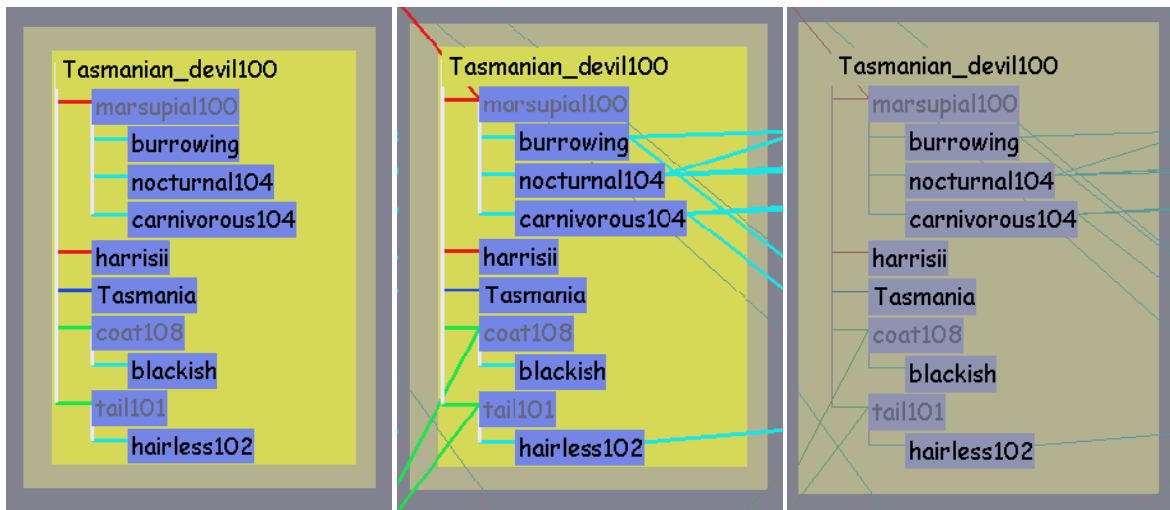 Tasmanian_devil100
marsupial100
burrowing
nocturnal104
carnivorous104
harrisii
Tasmania
coat108
blackish
tail101
hairless102
Tasmanian_devil100
marsupial100
burrowing
nocturnal104
carnivorous104
harrisii
Tasmania
coat108
blackish
tail101
hairless102
Tasmanian_devil100
marsupial100
burrowing
nocturnal104
carnivorous104
harrisii
Tasmania
coat108
blackish
tail101
hairless102